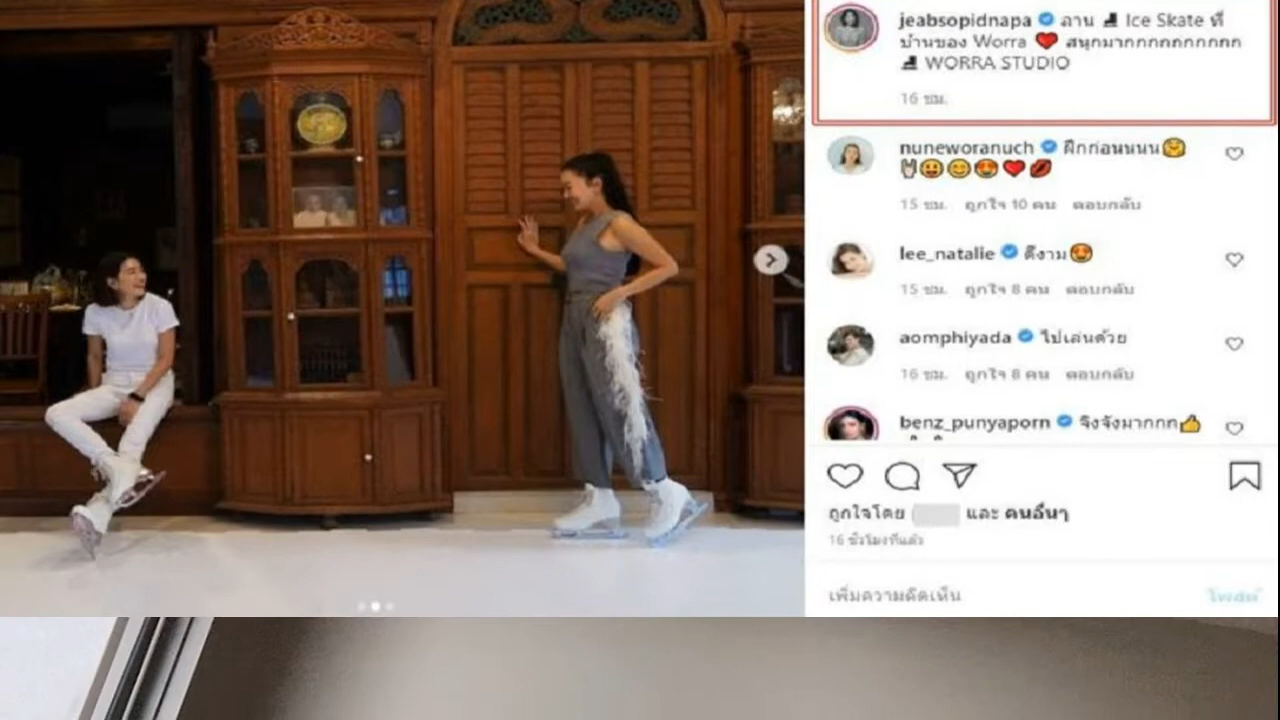 jeabsopidnapa ลาน ⛸ Ice Skate ที่
บ้านของ Worra ❤️ สนุกมากกกกกกกกกก
⛸ WORRA STUDIO
16 ชม.
nuneworanuch ฝึกก่อนนนน🤗
🤘😛😊😍❤️💋
15 ชม. ถูกใจ 10 คน ตอบกลับ
lee_natalie ดีงาม😍
15 ชม. ถูกใจ 8 คน ตอบกลับ
aomphiyada ไปเล่นด้วย
16 ชม. ถูกใจ 8 คน ตอบกลับ
benz_punyaporn จริงจังมากกก👍
ถูกใจโดย และ คนอื่นๆ
16 ชั่วโมงที่แล้ว
เพิ่มความคิดเห็น
โพสต์